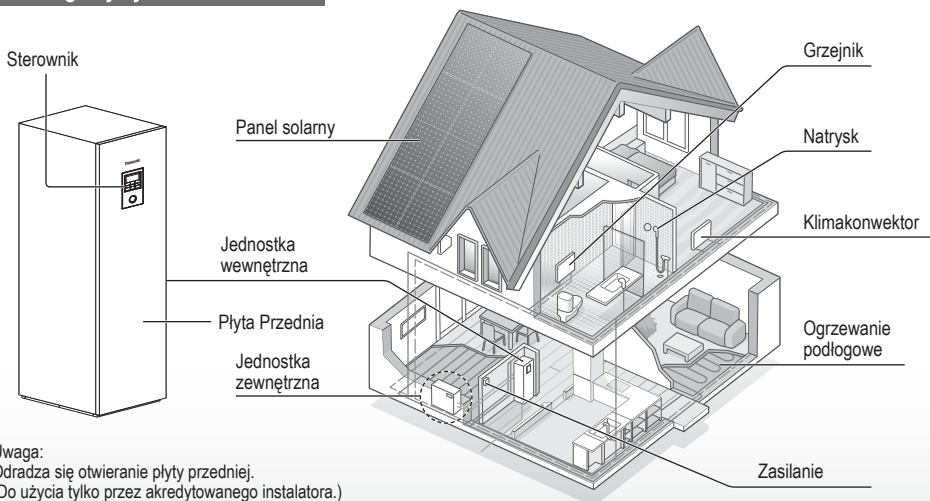 Sterownik
Grzejnik
Panel solarny
Natrysk
Jednostka
wewnętrzna
Klimakonwektor
Płyta Przednia
Ogrzewanie
podłogowe
Jednostka
zewnętrzna
Zasilanie
Uwaga:
Odradza się otwieranie płyty przedniej.
(Do użycia tylko przez akredytowanego instalatora.)